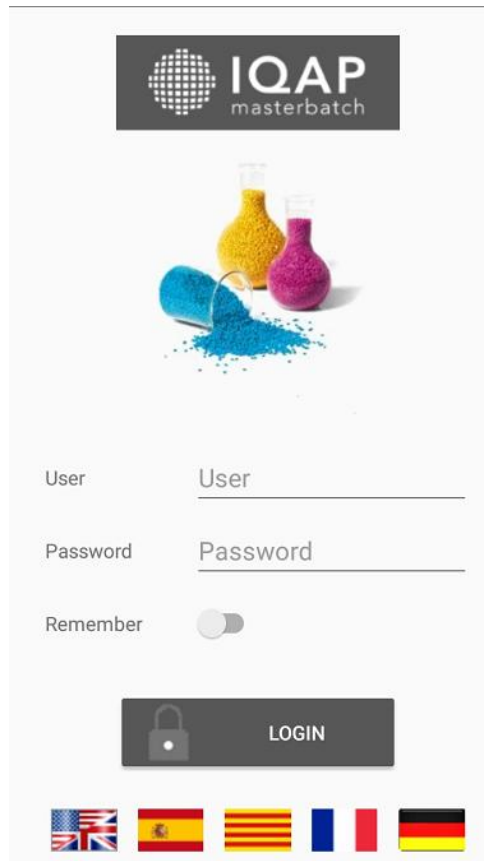 IQAP
masterbatch
User User
Password Password
Remember
LOGIN